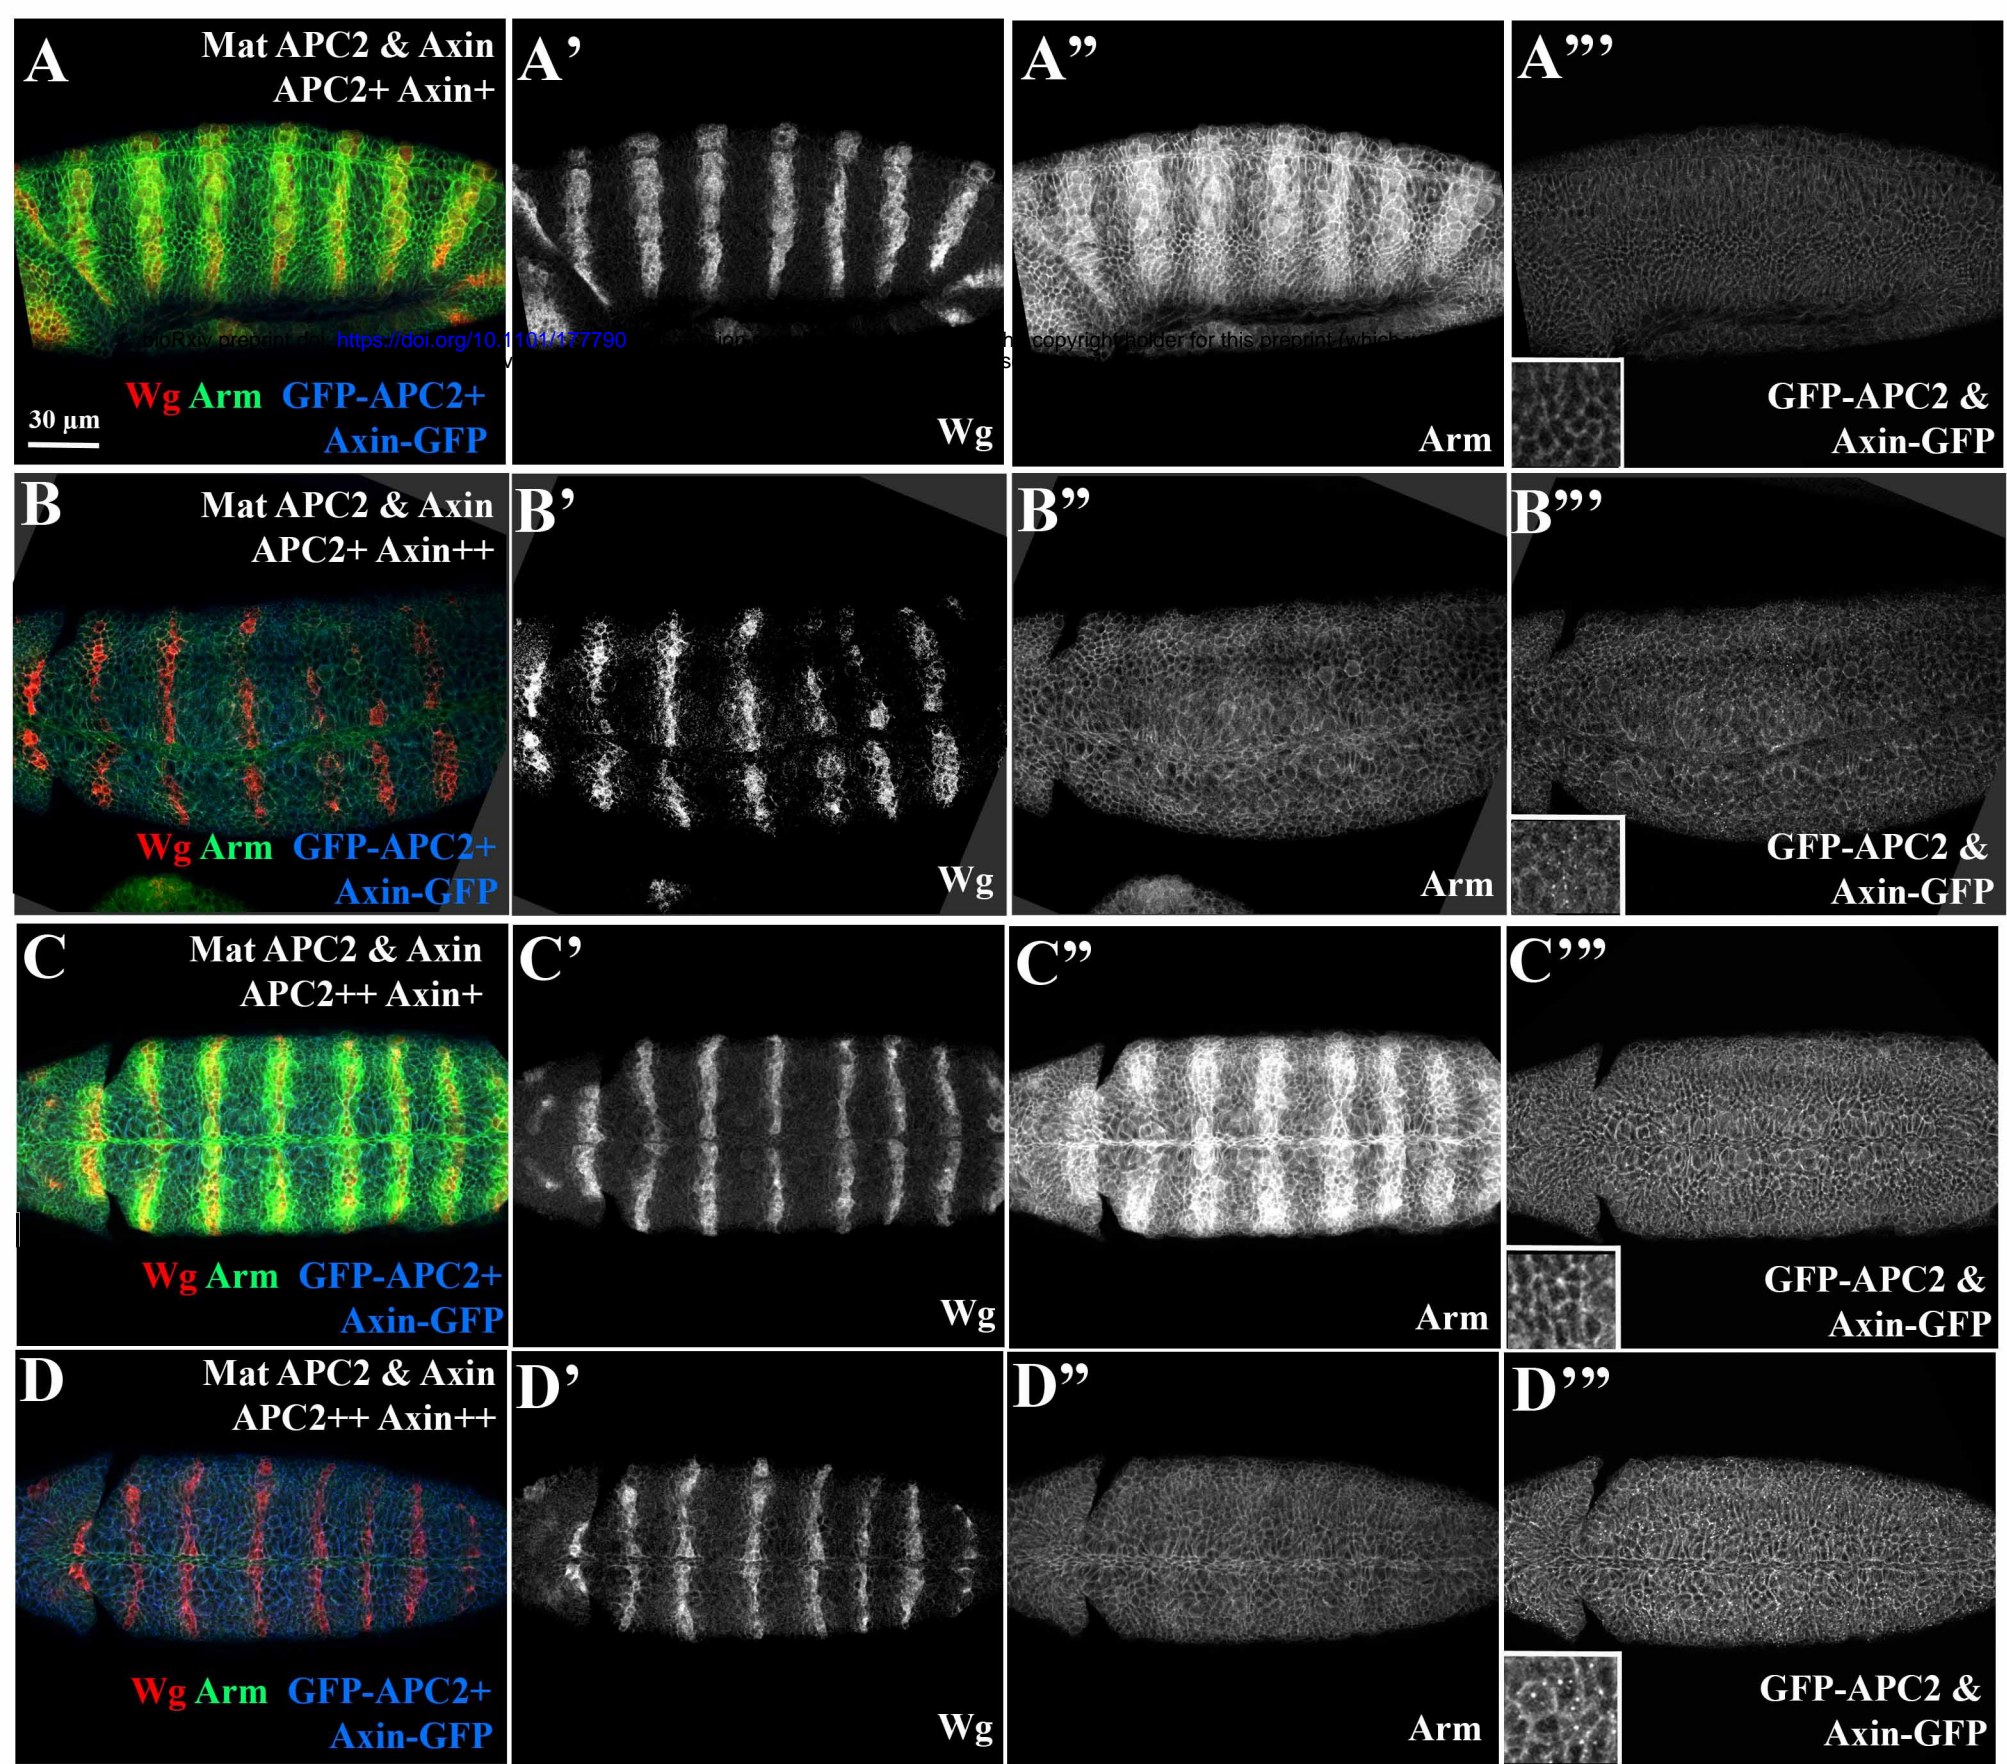 A
Mat APC2 & Axin
APC2+ Axin+
Wg Arm GFP-APC2+
Axin-GFP
30 µm
A’
Wg
A’’
Arm
A’’’
GFP-APC2 &
Axin-GFP
bioRxiv preprint doi: https://doi.org/10.1101/177790
copyright holder for this preprint (which
B
Mat APC2 & Axin
APC2+ Axin++
Wg Arm GFP-APC2+
Axin-GFP
B’
Wg
B’’
Arm
B’’’
GFP-APC2 &
Axin-GFP
C
Mat APC2 & Axin
APC2++ Axin+
Wg Arm GFP-APC2+
Axin-GFP
C’
Wg
C’’
Arm
C’’’
GFP-APC2 &
Axin-GFP
D
Mat APC2 & Axin
APC2++ Axin++
Wg Arm GFP-APC2+
Axin-GFP
D’
Wg
D’’
Arm
D’’’
GFP-APC2 &
Axin-GFP